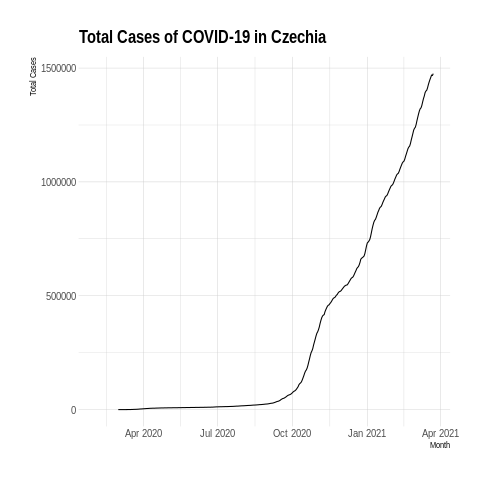 Total Cases of COVID-19 in Czechia
Total Cases
1500000
1000000
500000
0
Apr 2020 Jul 2020 Oct 2020 Jan 2021 Apr 2021
Month